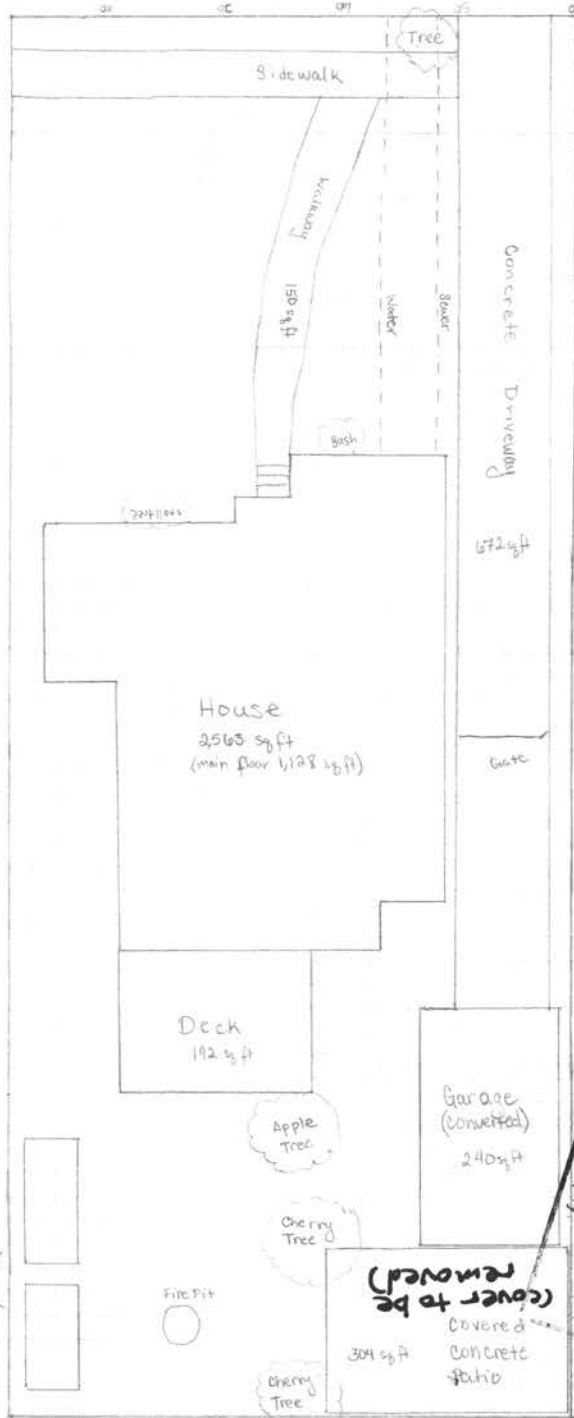 Tree
Sidewalk
Walkway
150 sq ft
Water
Sewer
Concrete Driveway
672 sq ft
Bush
House
2,563 sq ft
(main floor 1,128 sq ft)
Gate
Deck
192 sq ft
Garage
(converted)
240 sq ft
Apple
Tree
Cherry
Tree
Fire Pit
(cover to be
removed)
Covered
304 sq ft
Concrete
Patio
Cherry
Tree